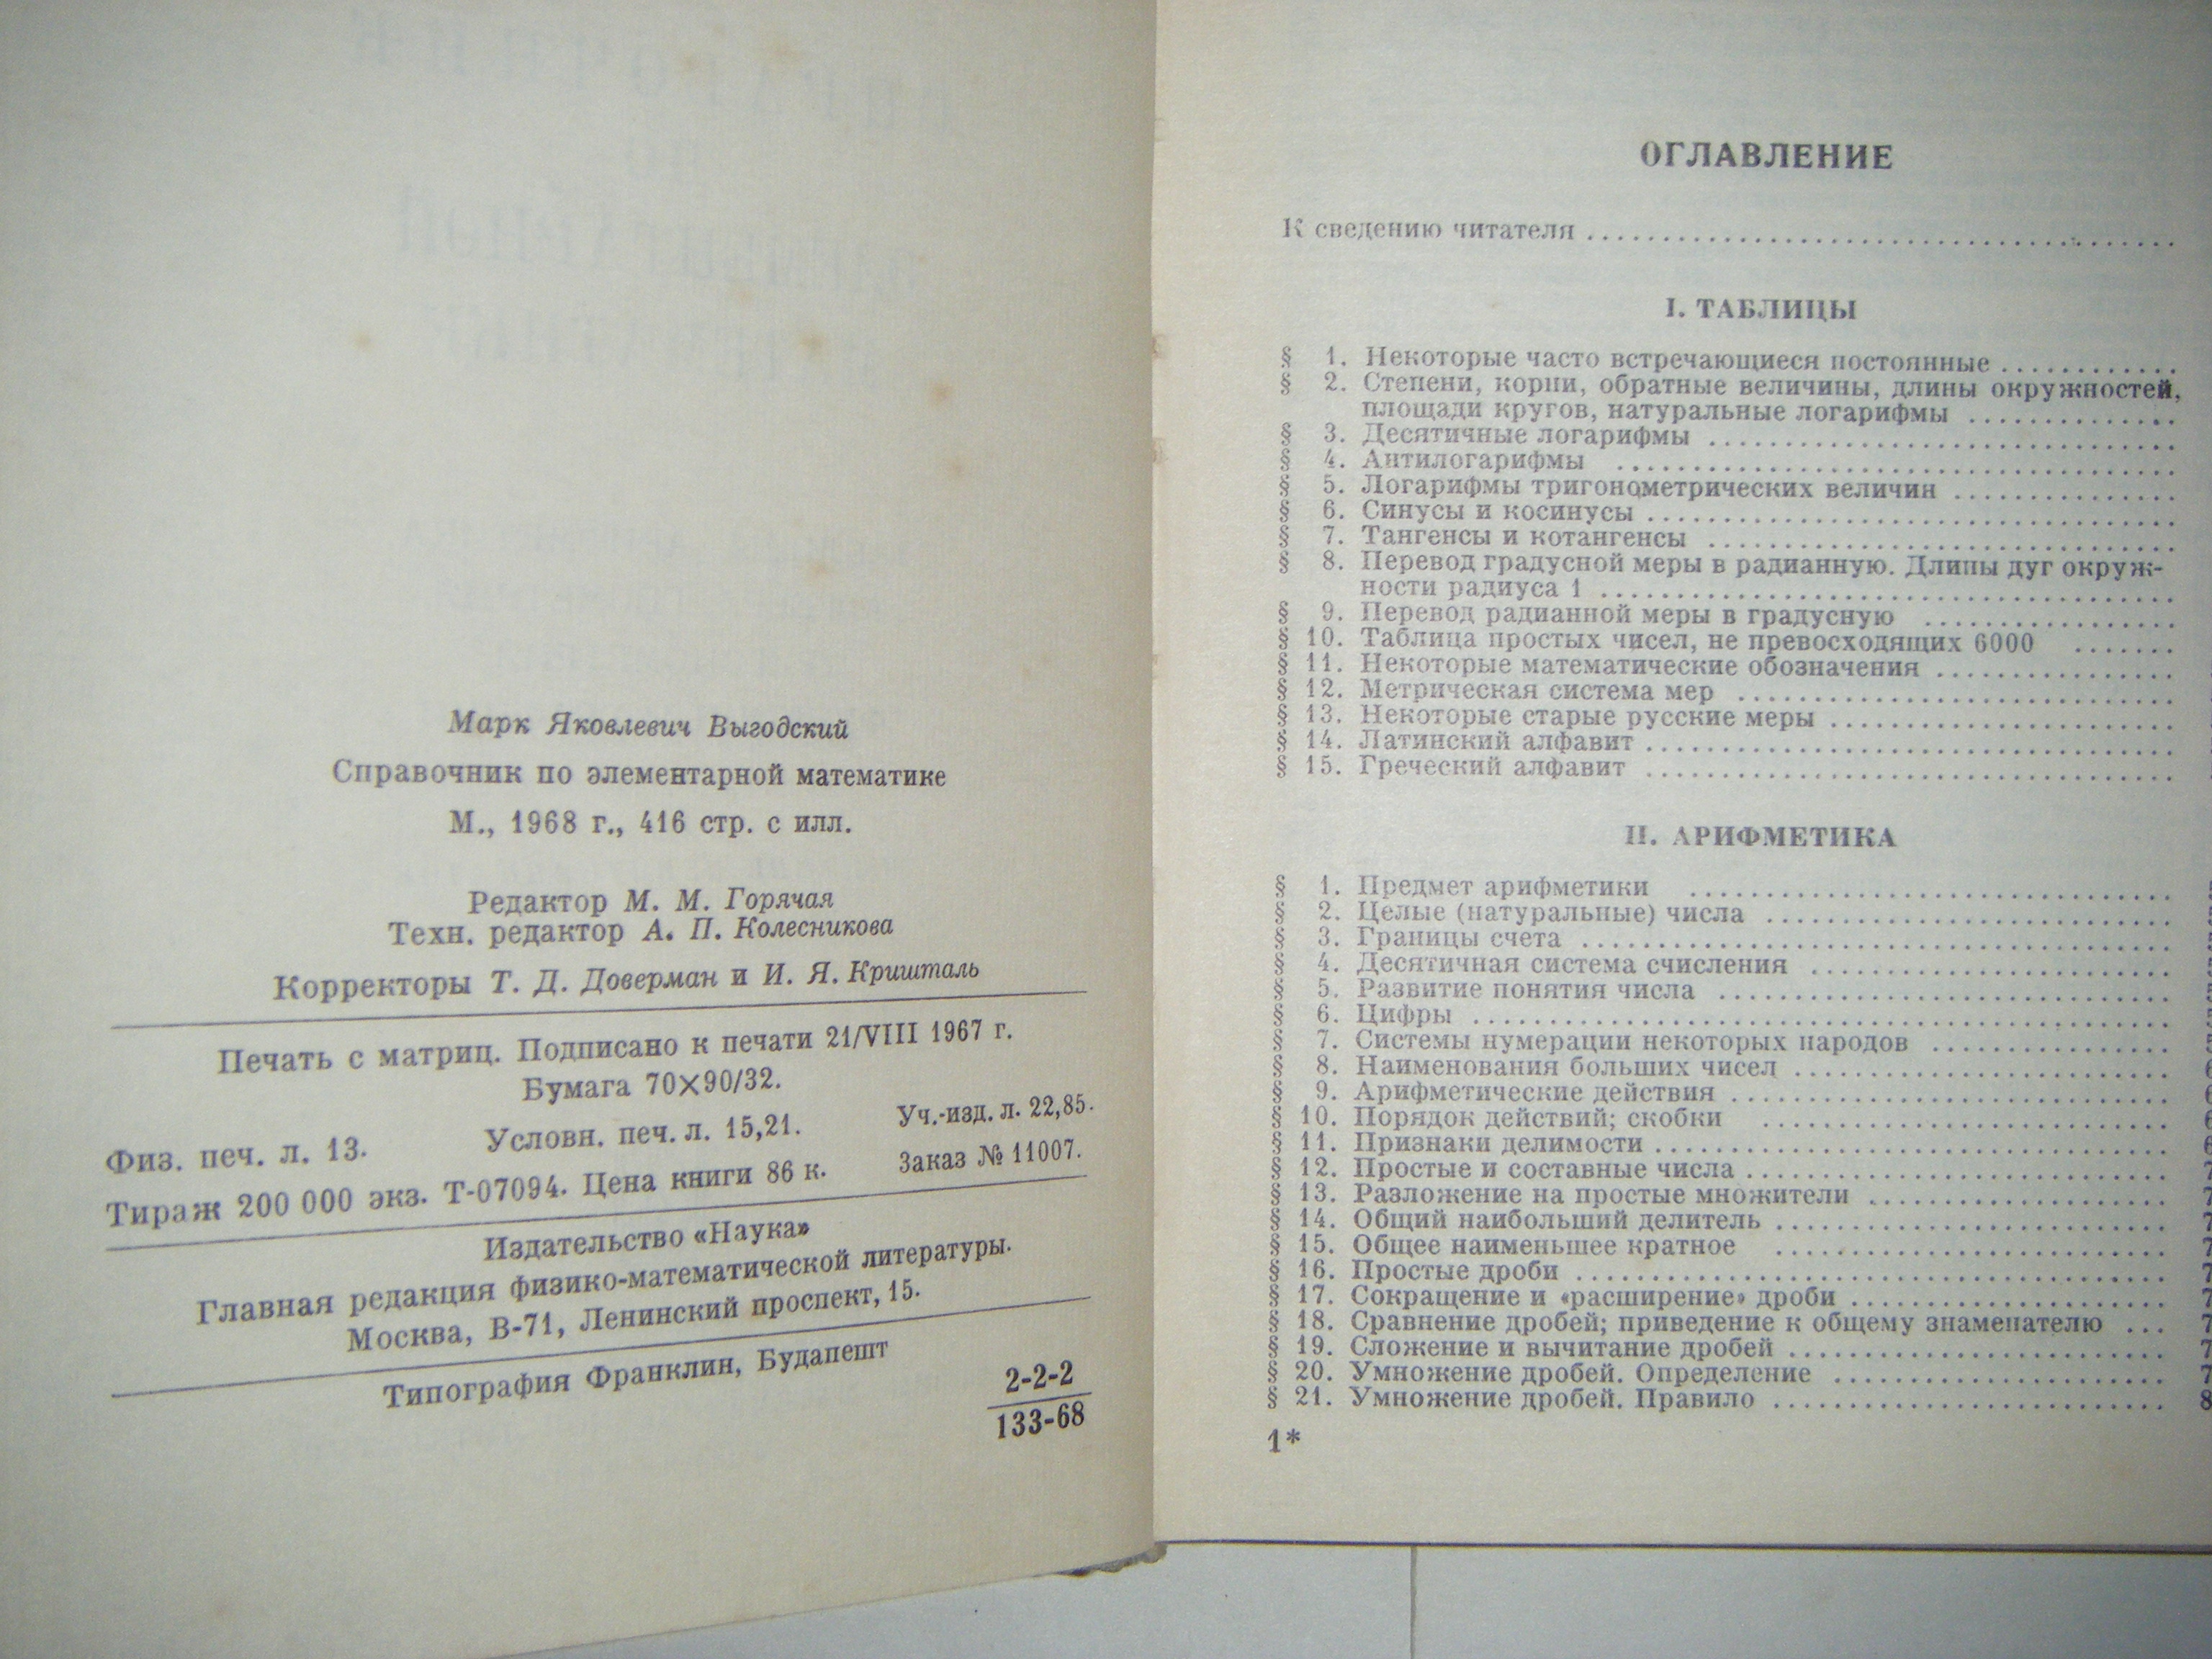 Марк Яковлевич Выгодский
Справочник по элементарной математике
М., 1968 г., 416 стр. с илл.
Редактор М. М. Горячая
Техн. редактор А. П. Колесникова
Корректоры Т. Д. Доверман и И. Я. Кришталь
Печать с матриц. Подписано к печати 21/VIII 1967 г.
Бумага 70×90/32.
Физ. печ. л. 13. Условн. печ. л. 15,21. Уч.-изд. л. 22,85.
Тираж 200 000 экз. Т-07094. Цена книги 86 к. Заказ № 11007.
Издательство «Наука»
Главная редакция физико-математической литературы.
Москва, В-71, Ленинский проспект, 15.
Типография Франклин, Будапешт
2-2-2
133-68
ОГЛАВЛЕНИЕ
К сведению читателя
I. ТАБЛИЦЫ
§ 1. Некоторые часто встречающиеся постоянные
§ 2. Степени, корни, обратные величины, длины окружностей,
площади кругов, натуральные логарифмы
§ 3. Десятичные логарифмы
§ 4. Антилогарифмы
§ 5. Логарифмы тригонометрических величин
§ 6. Синусы и косинусы
§ 7. Тангенсы и котангенсы
§ 8. Перевод градусной меры в радианную. Длины дуг окруж-
ности радиуса 1
§ 9. Перевод радианной меры в градусную
§ 10. Таблица простых чисел, не превосходящих 6000
§ 11. Некоторые математические обозначения
§ 12. Метрическая система мер
§ 13. Некоторые старые русские меры
§ 14. Латинский алфавит
§ 15. Греческий алфавит
II. АРИФМЕТИКА
§ 1. Предмет арифметики
§ 2. Целые (натуральные) числа
§ 3. Границы счета
§ 4. Десятичная система счисления
§ 5. Развитие понятия числа
§ 6. Цифры
§ 7. Системы нумерации некоторых народов
§ 8. Наименования больших чисел
§ 9. Арифметические действия
§ 10. Порядок действий; скобки
§ 11. Признаки делимости
§ 12. Простые и составные числа
§ 13. Разложение на простые множители
§ 14. Общий наибольший делитель
§ 15. Общее наименьшее кратное
§ 16. Простые дроби
§ 17. Сокращение и «расширение» дроби
§ 18. Сравнение дробей; приведение к общему знаменателю
§ 19. Сложение и вычитание дробей
§ 20. Умножение дробей. Определение
§ 21. Умножение дробей. Правило
1*